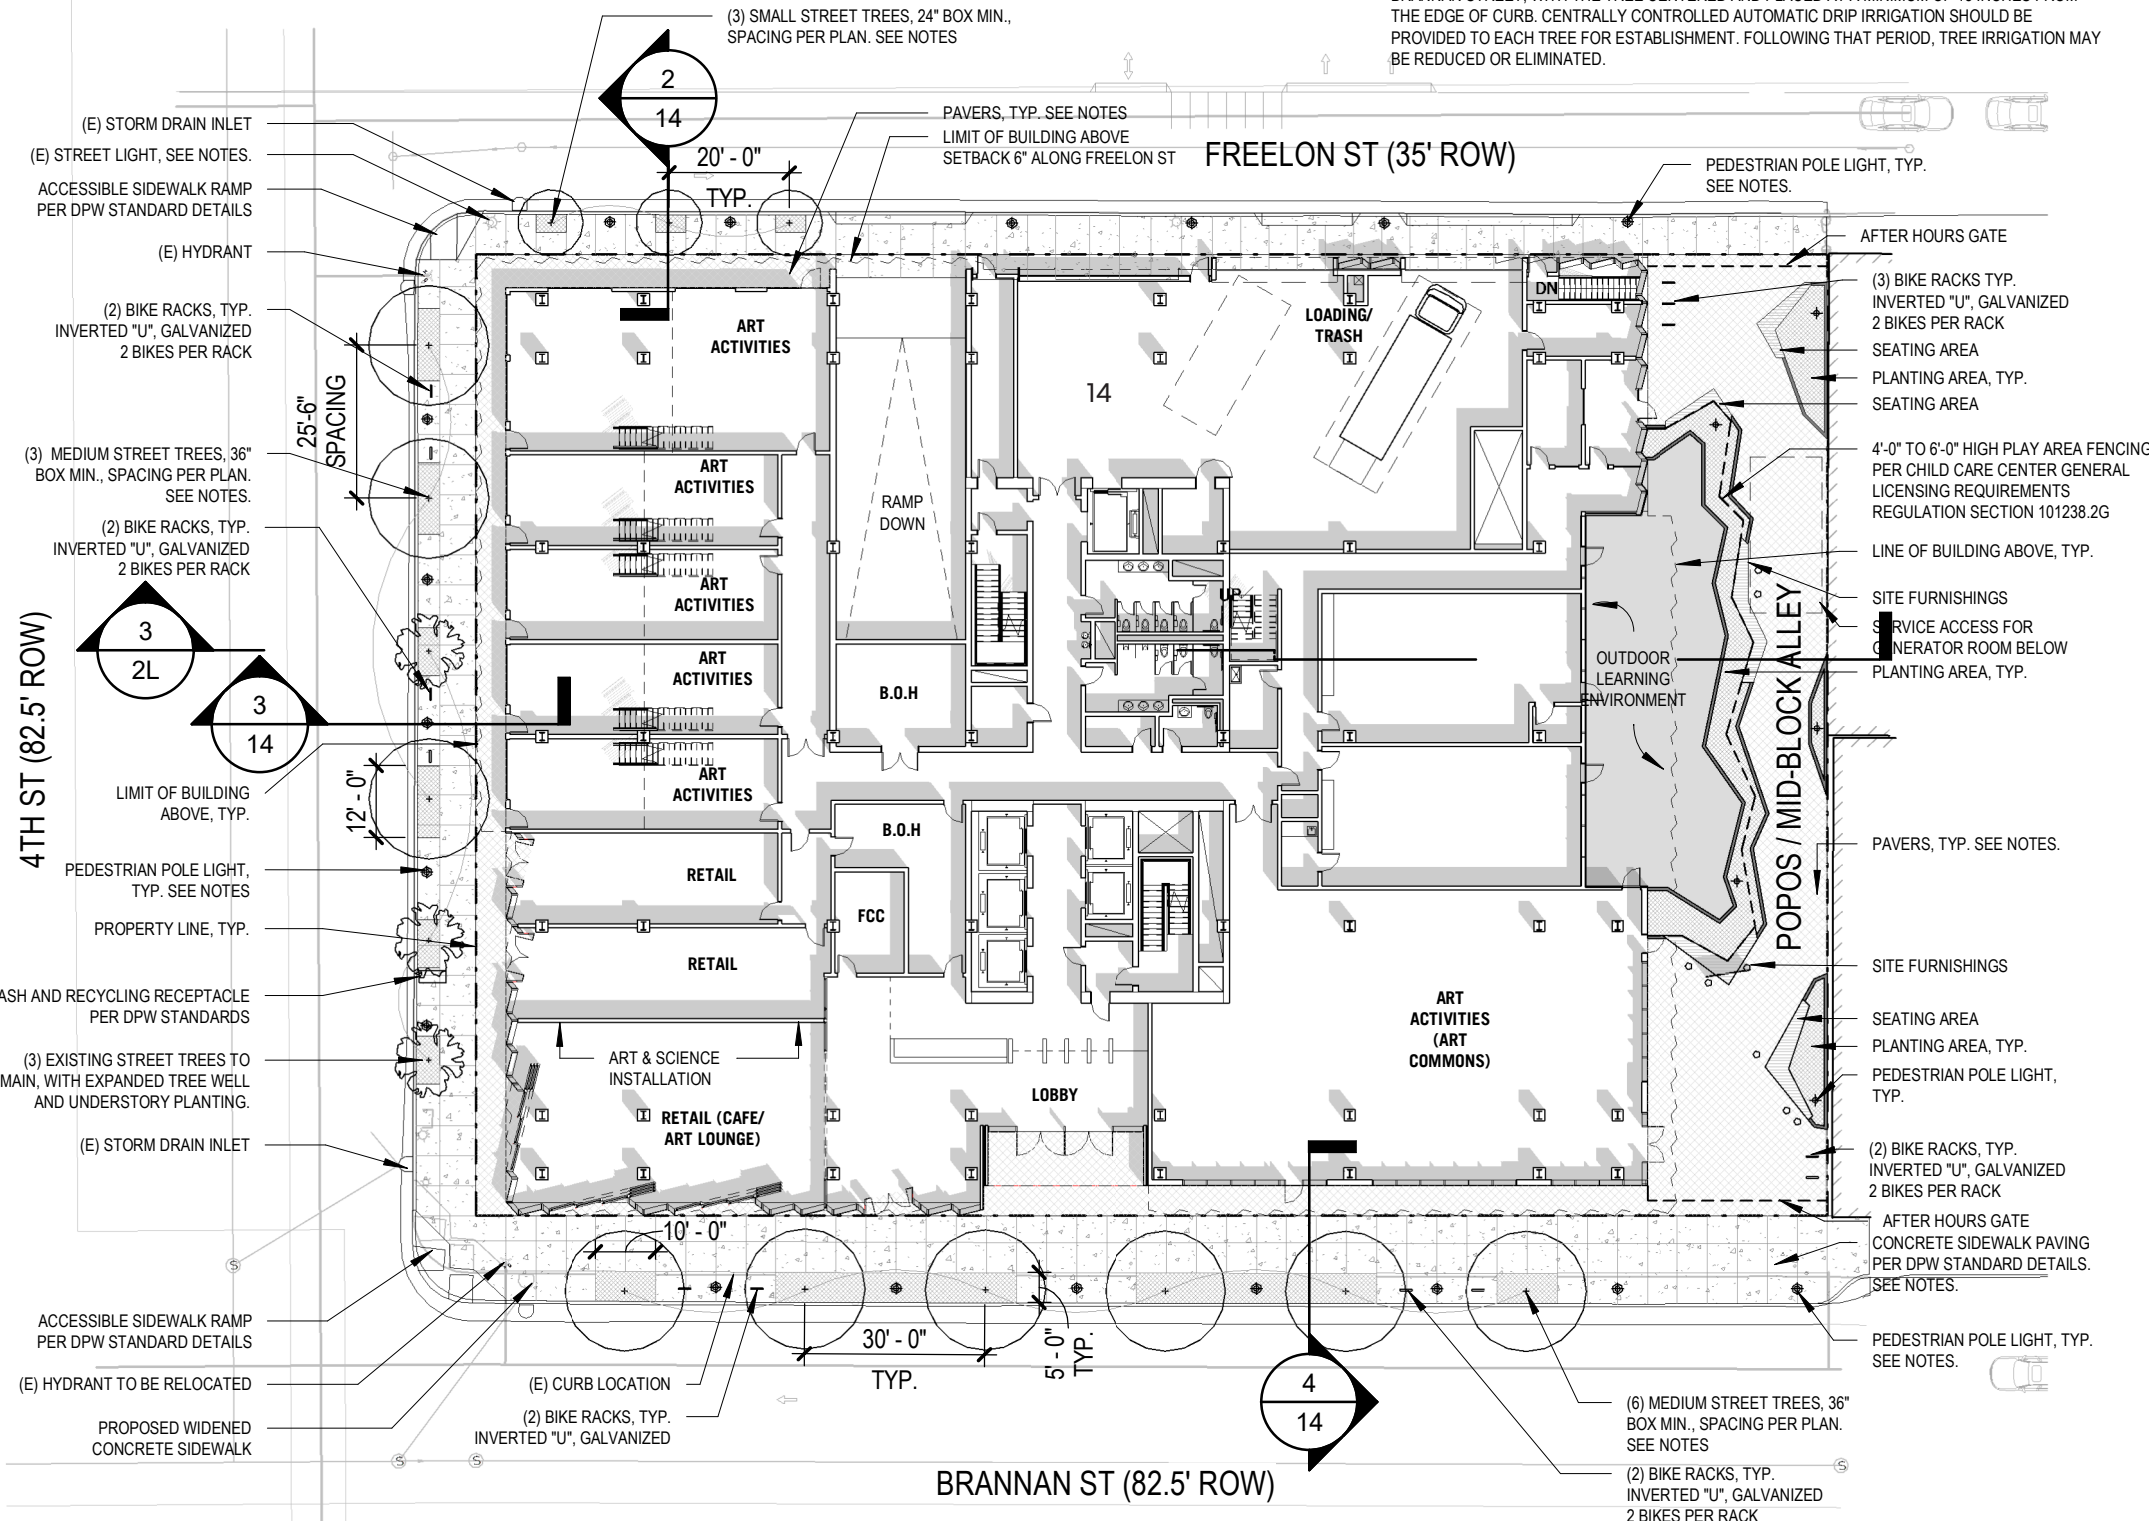 (3) SMALL STREET TREES, 24" BOX MIN.,
SPACING PER PLAN. SEE NOTES
THE EDGE OF CURB. CENTRALLY CONTROLLED AUTOMATIC DRIP IRRIGATION SHOULD BE
PROVIDED TO EACH TREE FOR ESTABLISHMENT. FOLLOWING THAT PERIOD, TREE IRRIGATION MAY
BE REDUCED OR ELIMINATED.
2
14
(E) STORM DRAIN INLET
(E) STREET LIGHT, SEE NOTES.
ACCESSIBLE SIDEWALK RAMP
PER DPW STANDARD DETAILS
(E) HYDRANT
(2) BIKE RACKS, TYP.
INVERTED "U", GALVANIZED
2 BIKES PER RACK
25'-6"
SPACING
(3) MEDIUM STREET TREES, 36"
BOX MIN., SPACING PER PLAN.
SEE NOTES.
(2) BIKE RACKS, TYP.
INVERTED "U", GALVANIZED
2 BIKES PER RACK
3
2L
3
14
4TH ST (82.5' ROW)
LIMIT OF BUILDING
ABOVE, TYP.
12' - 0"
PEDESTRIAN POLE LIGHT,
TYP. SEE NOTES
PROPERTY LINE, TYP.
AND RECYCLING RECEPTACLE
PER DPW STANDARDS
(3) EXISTING STREET TREES TO
WITH EXPANDED TREE WELL
AND UNDERSTORY PLANTING.
(E) STORM DRAIN INLET
ACCESSIBLE SIDEWALK RAMP
PER DPW STANDARD DETAILS
(E) HYDRANT TO BE RELOCATED
PROPOSED WIDENED
CONCRETE SIDEWALK
20' - 0"
TYP.
PAVERS, TYP. SEE NOTES
LIMIT OF BUILDING ABOVE
SETBACK 6" ALONG FREELON ST
FREELON ST (35' ROW)
ART
ACTIVITIES
ART
ACTIVITIES
ART
ACTIVITIES
ART
ACTIVITIES
ART
ACTIVITIES
RETAIL
RETAIL
ART & SCIENCE
INSTALLATION
RETAIL (CAFE/
ART LOUNGE)
RAMP
DOWN
B.O.H
B.O.H
FCC
14
LOADING/
TRASH
DN
UP
LOBBY
ART
ACTIVITIES
(ART
COMMONS)
OUTDOOR
LEARNING
ENVIRONMENT
POPOS / MID-BLOCK ALLEY
PEDESTRIAN POLE LIGHT, TYP.
SEE NOTES.
AFTER HOURS GATE
(3) BIKE RACKS TYP.
INVERTED "U", GALVANIZED
2 BIKES PER RACK
SEATING AREA
PLANTING AREA, TYP.
SEATING AREA
4'-0" TO 6'-0" HIGH PLAY AREA FENCING
PER CHILD CARE CENTER GENERAL
LICENSING REQUIREMENTS
REGULATION SECTION 101238.2G
LINE OF BUILDING ABOVE, TYP.
SITE FURNISHINGS
SERVICE ACCESS FOR
GENERATOR ROOM BELOW
PLANTING AREA, TYP.
PAVERS, TYP. SEE NOTES.
SITE FURNISHINGS
SEATING AREA
PLANTING AREA, TYP.
PEDESTRIAN POLE LIGHT,
TYP.
(2) BIKE RACKS, TYP.
INVERTED "U", GALVANIZED
2 BIKES PER RACK
AFTER HOURS GATE
CONCRETE SIDEWALK PAVING
PER DPW STANDARD DETAILS.
SEE NOTES.
PEDESTRIAN POLE LIGHT, TYP.
SEE NOTES.
10' - 0"
30' - 0"
TYP.
5' - 0"
TYP.
(E) CURB LOCATION
(2) BIKE RACKS, TYP.
INVERTED "U", GALVANIZED
4
14
(6) MEDIUM STREET TREES, 36"
BOX MIN., SPACING PER PLAN.
SEE NOTES
(2) BIKE RACKS, TYP.
INVERTED "U", GALVANIZED
2 BIKES PER RACK
BRANNAN ST (82.5' ROW)
S
S
S
S